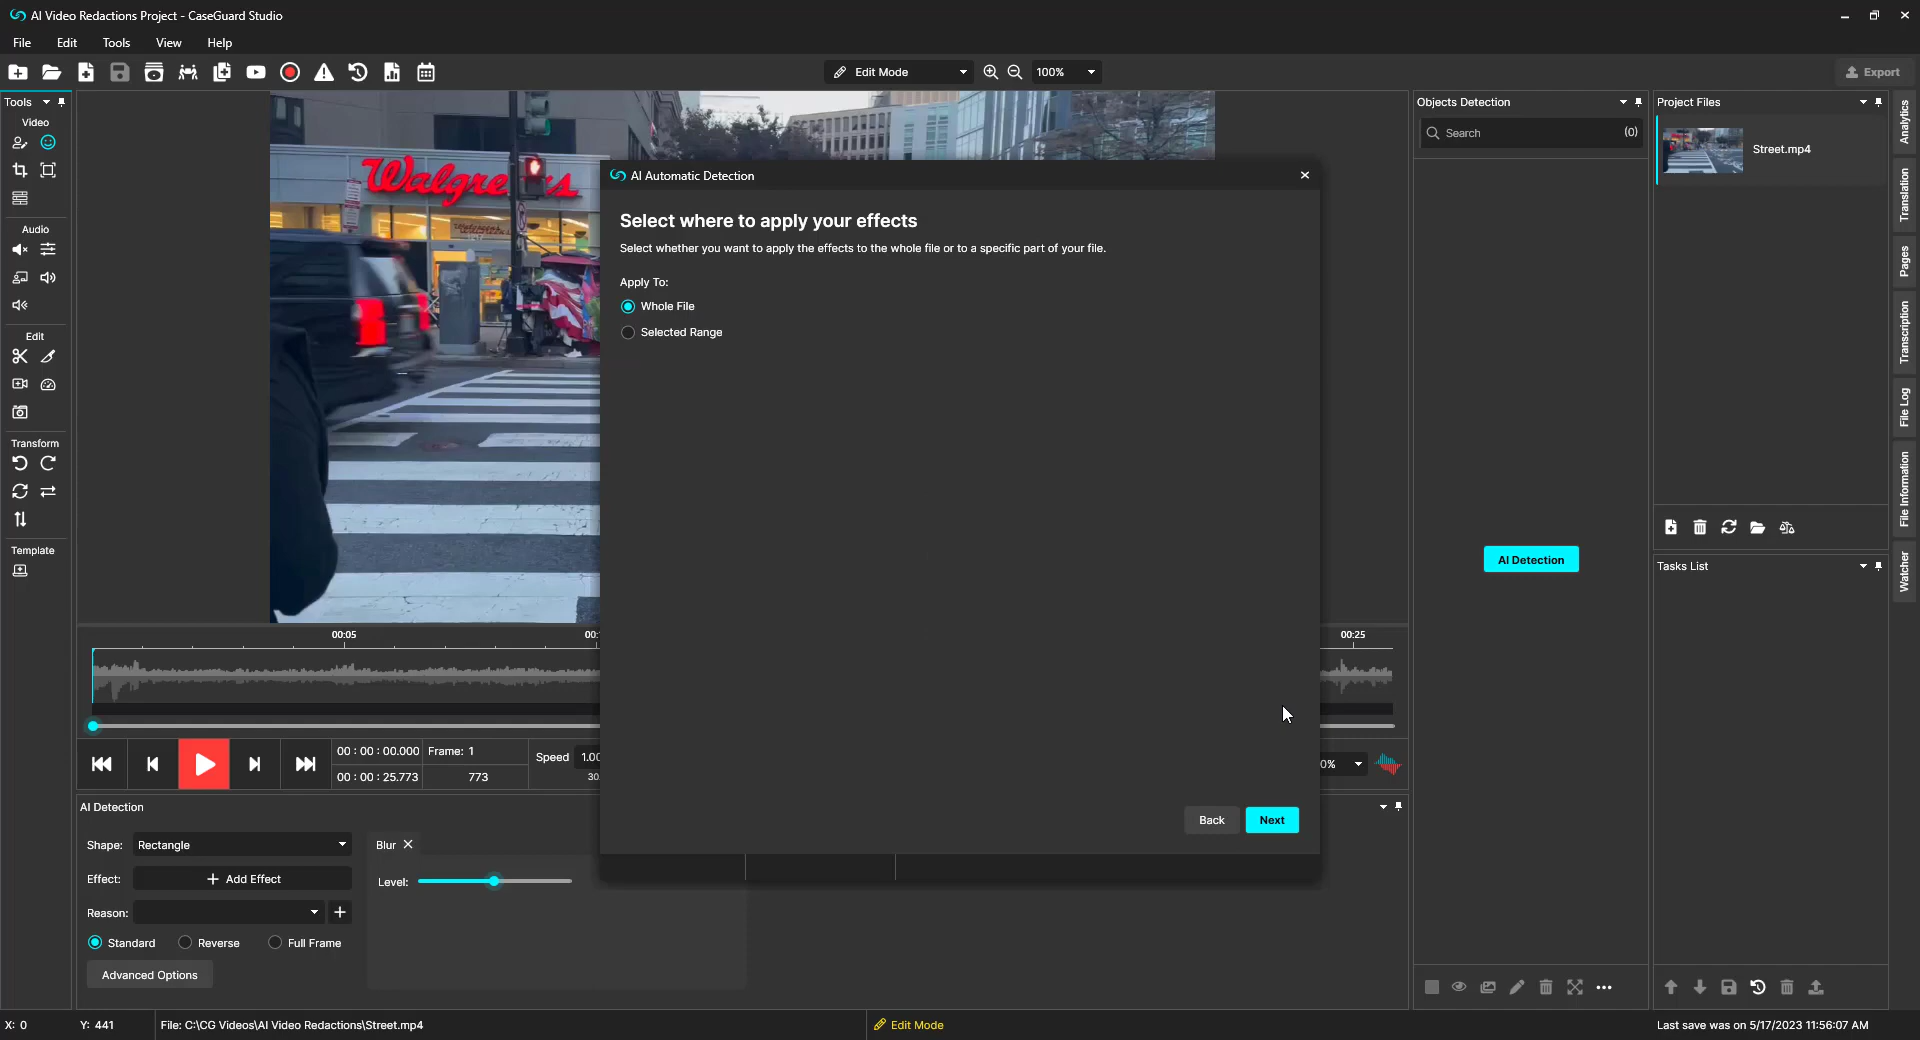 AI Video Redactions Project - CaseGuard Studio
File Edit Tools View Help
Edit Mode 100% Export
Tools
Video
Audio
Edit
Transform
Template
Walgre s
AI Automatic Detection
Select where to apply your effects
Select whether you want to apply the effects to the whole file or to a specific part of your file.
Apply To:
Whole File
Selected Range
Back Next
Objects Detection
Search (0)
AI Detection
Project Files
Street.mp4
Tasks List
Analytics
Translation
Pages
Transcription
File Log
File Information
Watcher
00:05 00: 00:25
00 : 00 : 00.000 Frame: 1
00 : 00 : 25.773 773
Speed 1.00
30.
0%
AI Detection
Shape: Rectangle
Effect: + Add Effect
Reason: +
Standard Reverse Full Frame
Advanced Options
Blur
Level:
X: 0 Y: 441 File: C:\CG Videos\AI Video Redactions\Street.mp4 Edit Mode Last save was on 5/17/2023 11:56:07 AM